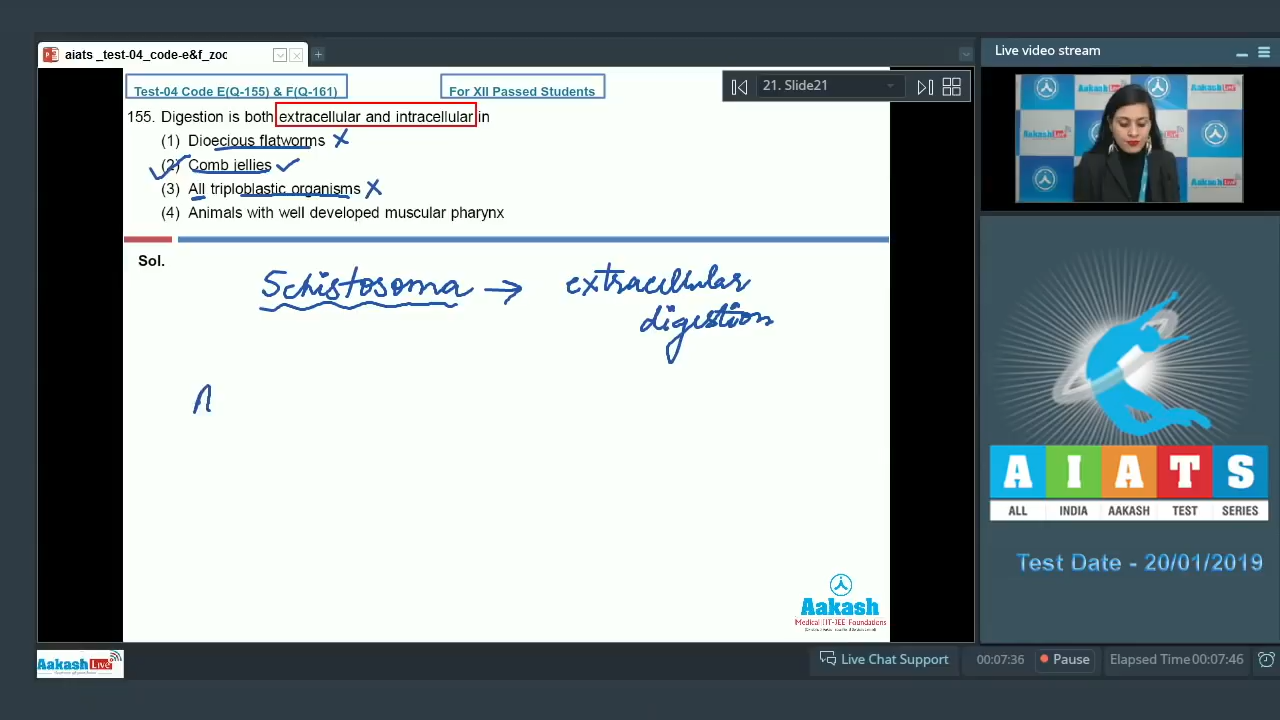 aiats _test-04_code-e&f_zoc
Live video stream
Test-04 Code E(Q-155) & F(Q-161)
For XII Passed Students
21. Slide21
155. Digestion is both extracellular and intracellular in
(1) Dioecious flatworms
(2) Comb jellies
(3) All triploblastic organisms
(4) Animals with well developed muscular pharynx
Sol.
Schistosoma → extracellular
digestion
A I A T S
ALL INDIA AAKASH TEST SERIES
Test Date - 20/01/2019
Aakash
Medical | IIT-JEE | Foundations
Aakash Live
Live Chat Support
00:07:36
Pause
Elapsed Time 00:07:46